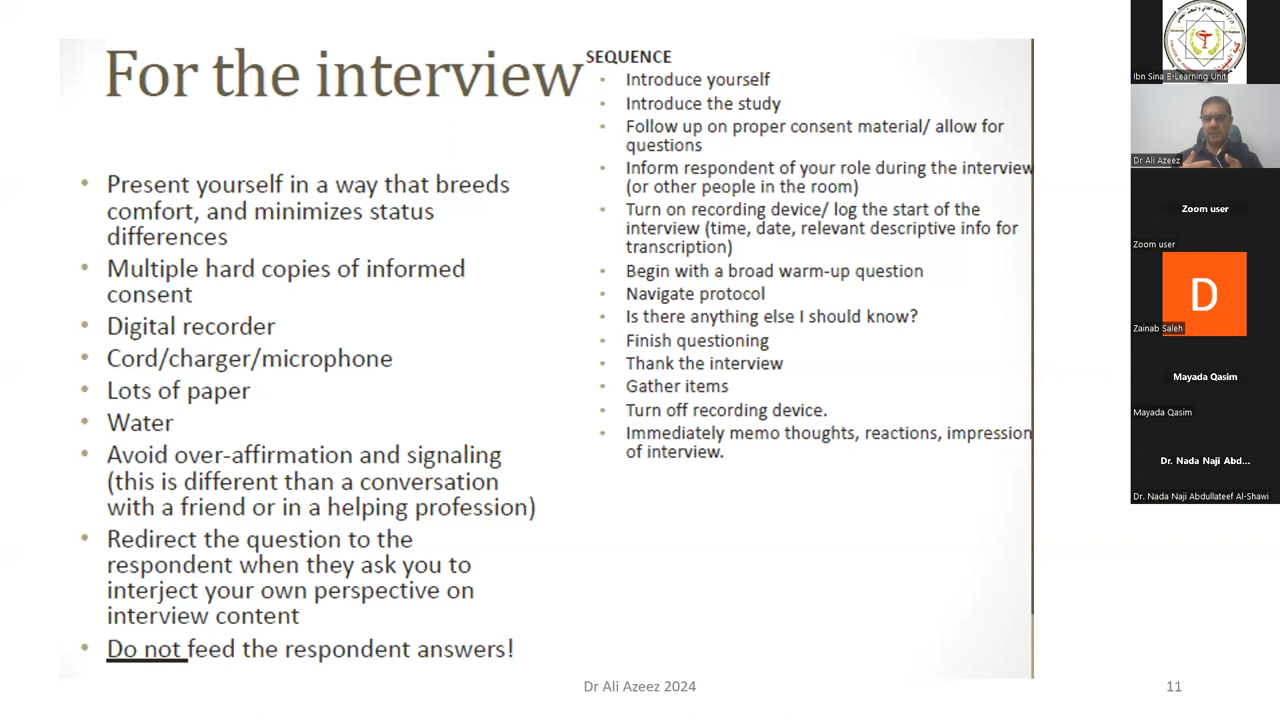 For the interview
• Present yourself in a way that breeds
comfort, and minimizes status
differences
• Multiple hard copies of informed
consent
• Digital recorder
• Cord/charger/microphone
• Lots of paper
• Water
• Avoid over-affirmation and signaling
(this is different than a conversation
with a friend or in a helping profession)
• Redirect the question to the
respondent when they ask you to
interject your own perspective on
interview content
• Do not feed the respondent answers!
SEQUENCE
• Introduce yourself
• Introduce the study
• Follow up on proper consent material/ allow for
questions
• Inform respondent of your role during the interview
(or other people in the room)
• Turn on recording device/ log the start of the
interview (time, date, relevant descriptive info for
transcription)
• Begin with a broad warm-up question
• Navigate protocol
• Is there anything else I should know?
• Finish questioning
• Thank the interview
• Gather items
• Turn off recording device.
• Immediately memo thoughts, reactions, impression
of interview.
Dr Ali Azeez 2024
11
Ibn Sina E-Learning Unit
Dr Ali Azeez
Zoom user
Zoom user
D
Zainab Saleh
Mayada Qasim
Mayada Qasim
Dr. Nada Naji Abd...
Dr. Nada Naji Abdullateef Al-Shawi